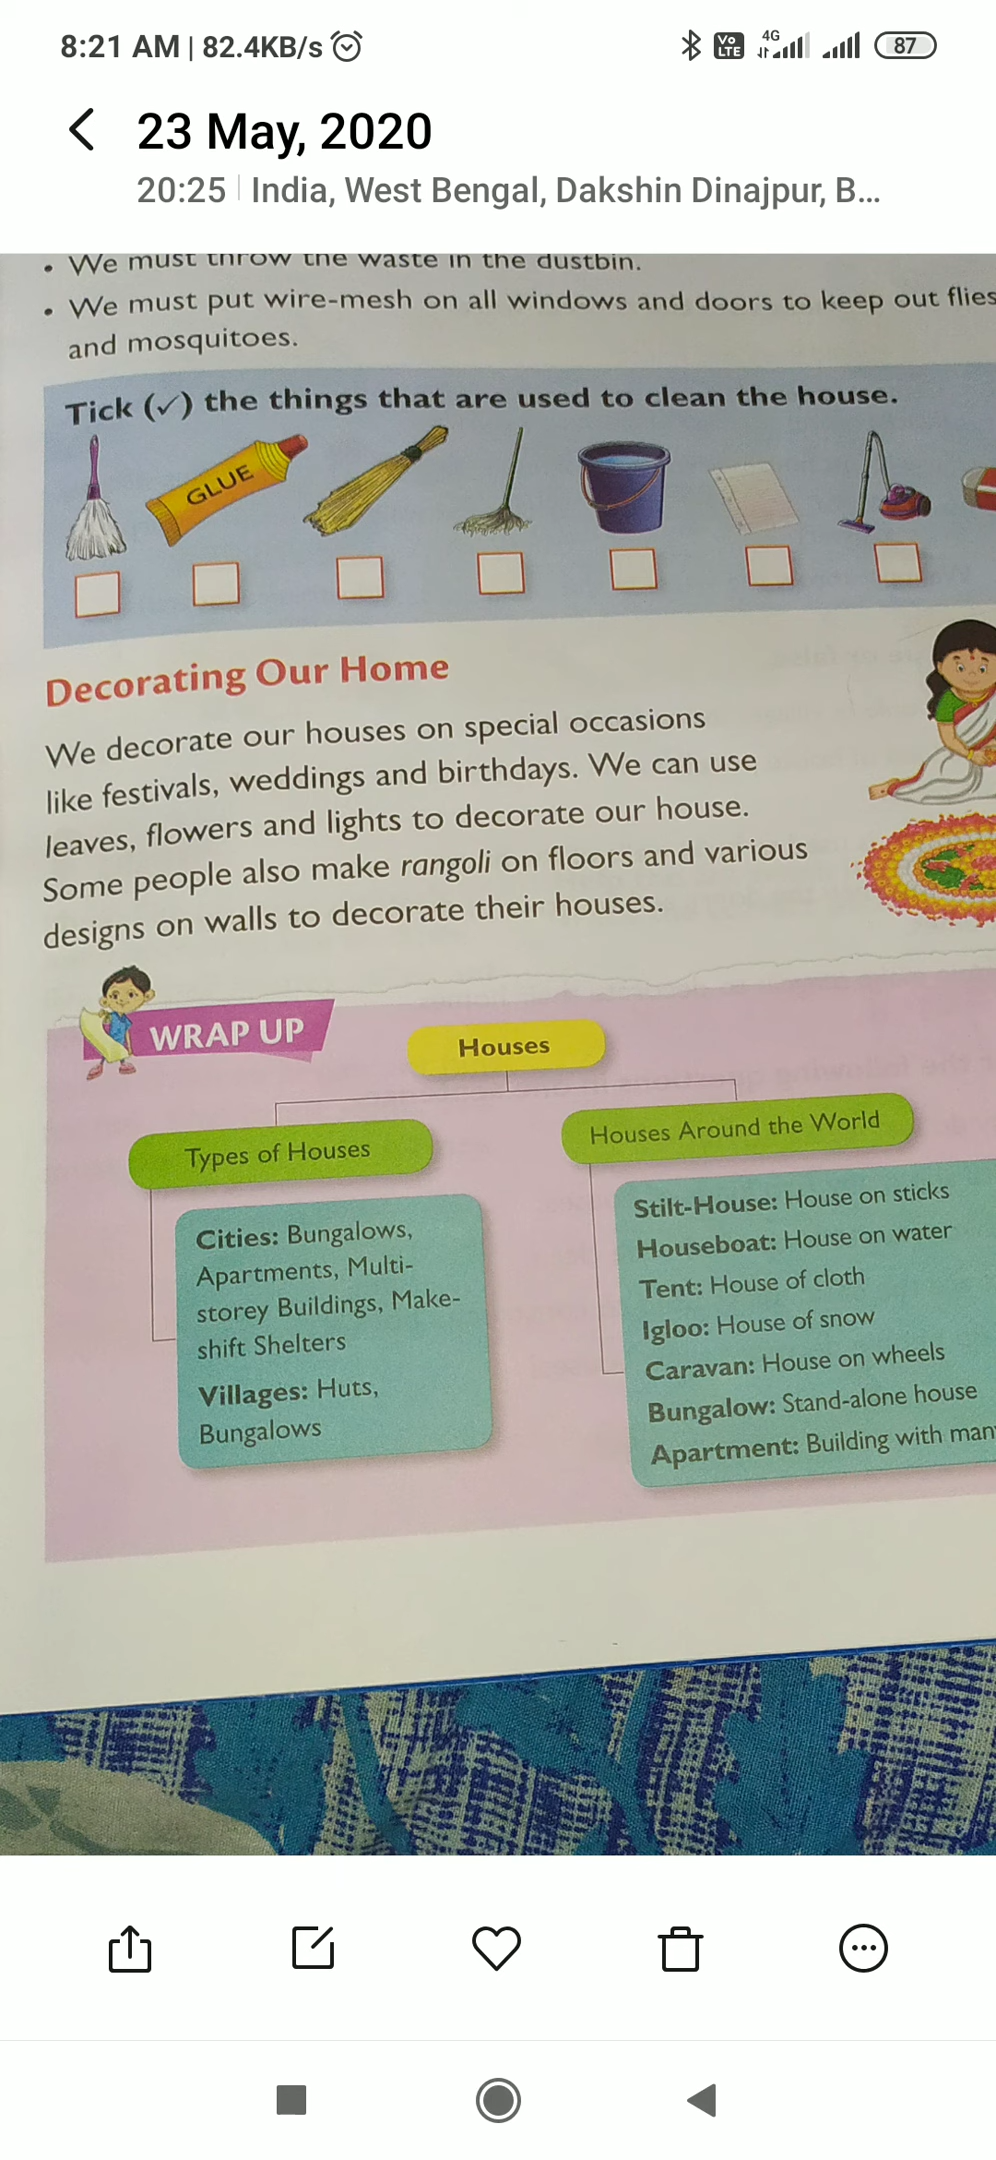 8:21 AM | 82.4KB/s
Vo LTE 4G 87
23 May, 2020
20:25 | India, West Bengal, Dakshin Dinajpur, B...
• We must throw the waste in the dustbin.
• We must put wire-mesh on all windows and doors to keep out flies
and mosquitoes.
Tick (✓) the things that are used to clean the house.
GLUE
Decorating Our Home
We decorate our houses on special occasions
like festivals, weddings and birthdays. We can use
leaves, flowers and lights to decorate our house.
Some people also make rangoli on floors and various
designs on walls to decorate their houses.
WRAP UP
Houses
Types of Houses
Cities: Bungalows,
Apartments, Multi-
storey Buildings, Make-
shift Shelters
Villages: Huts,
Bungalows
Houses Around the World
Stilt-House: House on sticks
Houseboat: House on water
Tent: House of cloth
Igloo: House of snow
Caravan: House on wheels
Bungalow: Stand-alone house
Apartment: Building with man